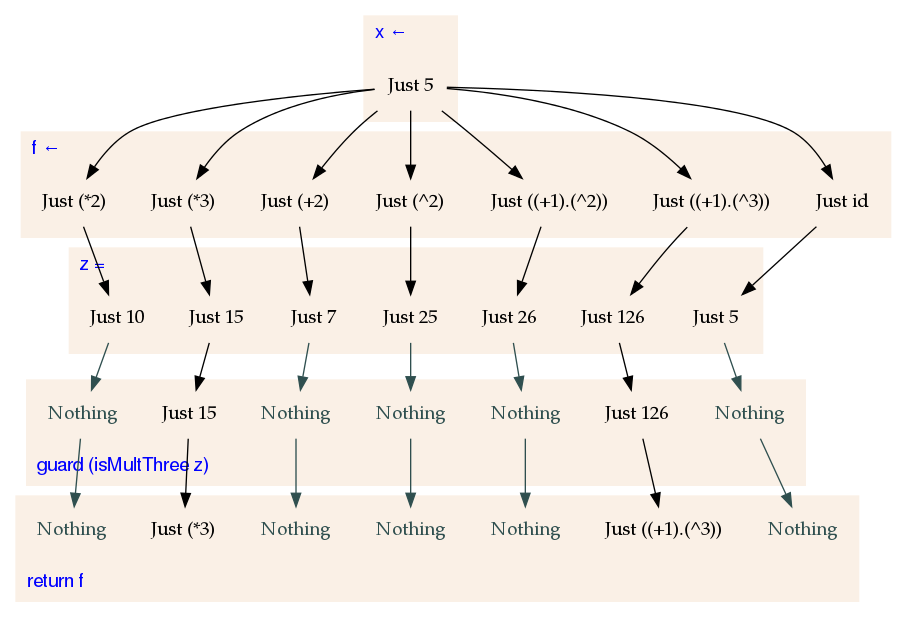 x ←
Just 5
f ←
Just (*2) Just (*3) Just (+2) Just (^2) Just ((+1).(^2)) Just ((+1).(^3)) Just id
z =
Just 10 Just 15 Just 7 Just 25 Just 26 Just 126 Just 5
Nothing Just 15 Nothing Nothing Nothing Just 126 Nothing
guard (isMultThree z)
Nothing Just (*3) Nothing Nothing Nothing Just ((+1).(^3)) Nothing
return f